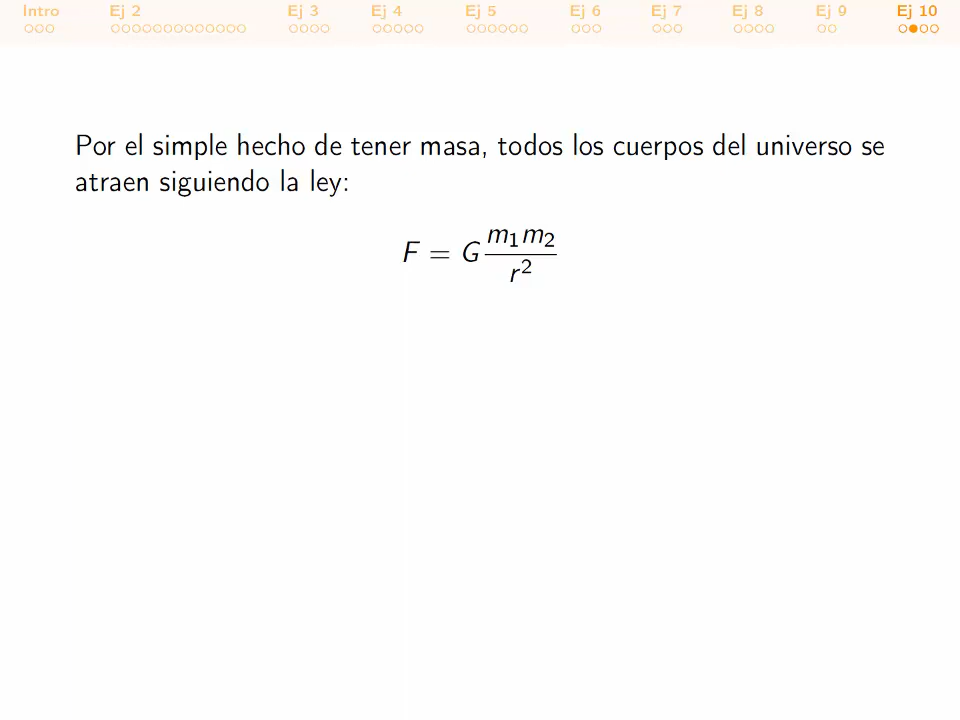 Intro Ej 2 Ej 3 Ej 4 Ej 5 Ej 6 Ej 7 Ej 8 Ej 9 Ej 10
Por el simple hecho de tener masa, todos los cuerpos del universo se
atraen siguiendo la ley:
F = G m₁m₂ / r²